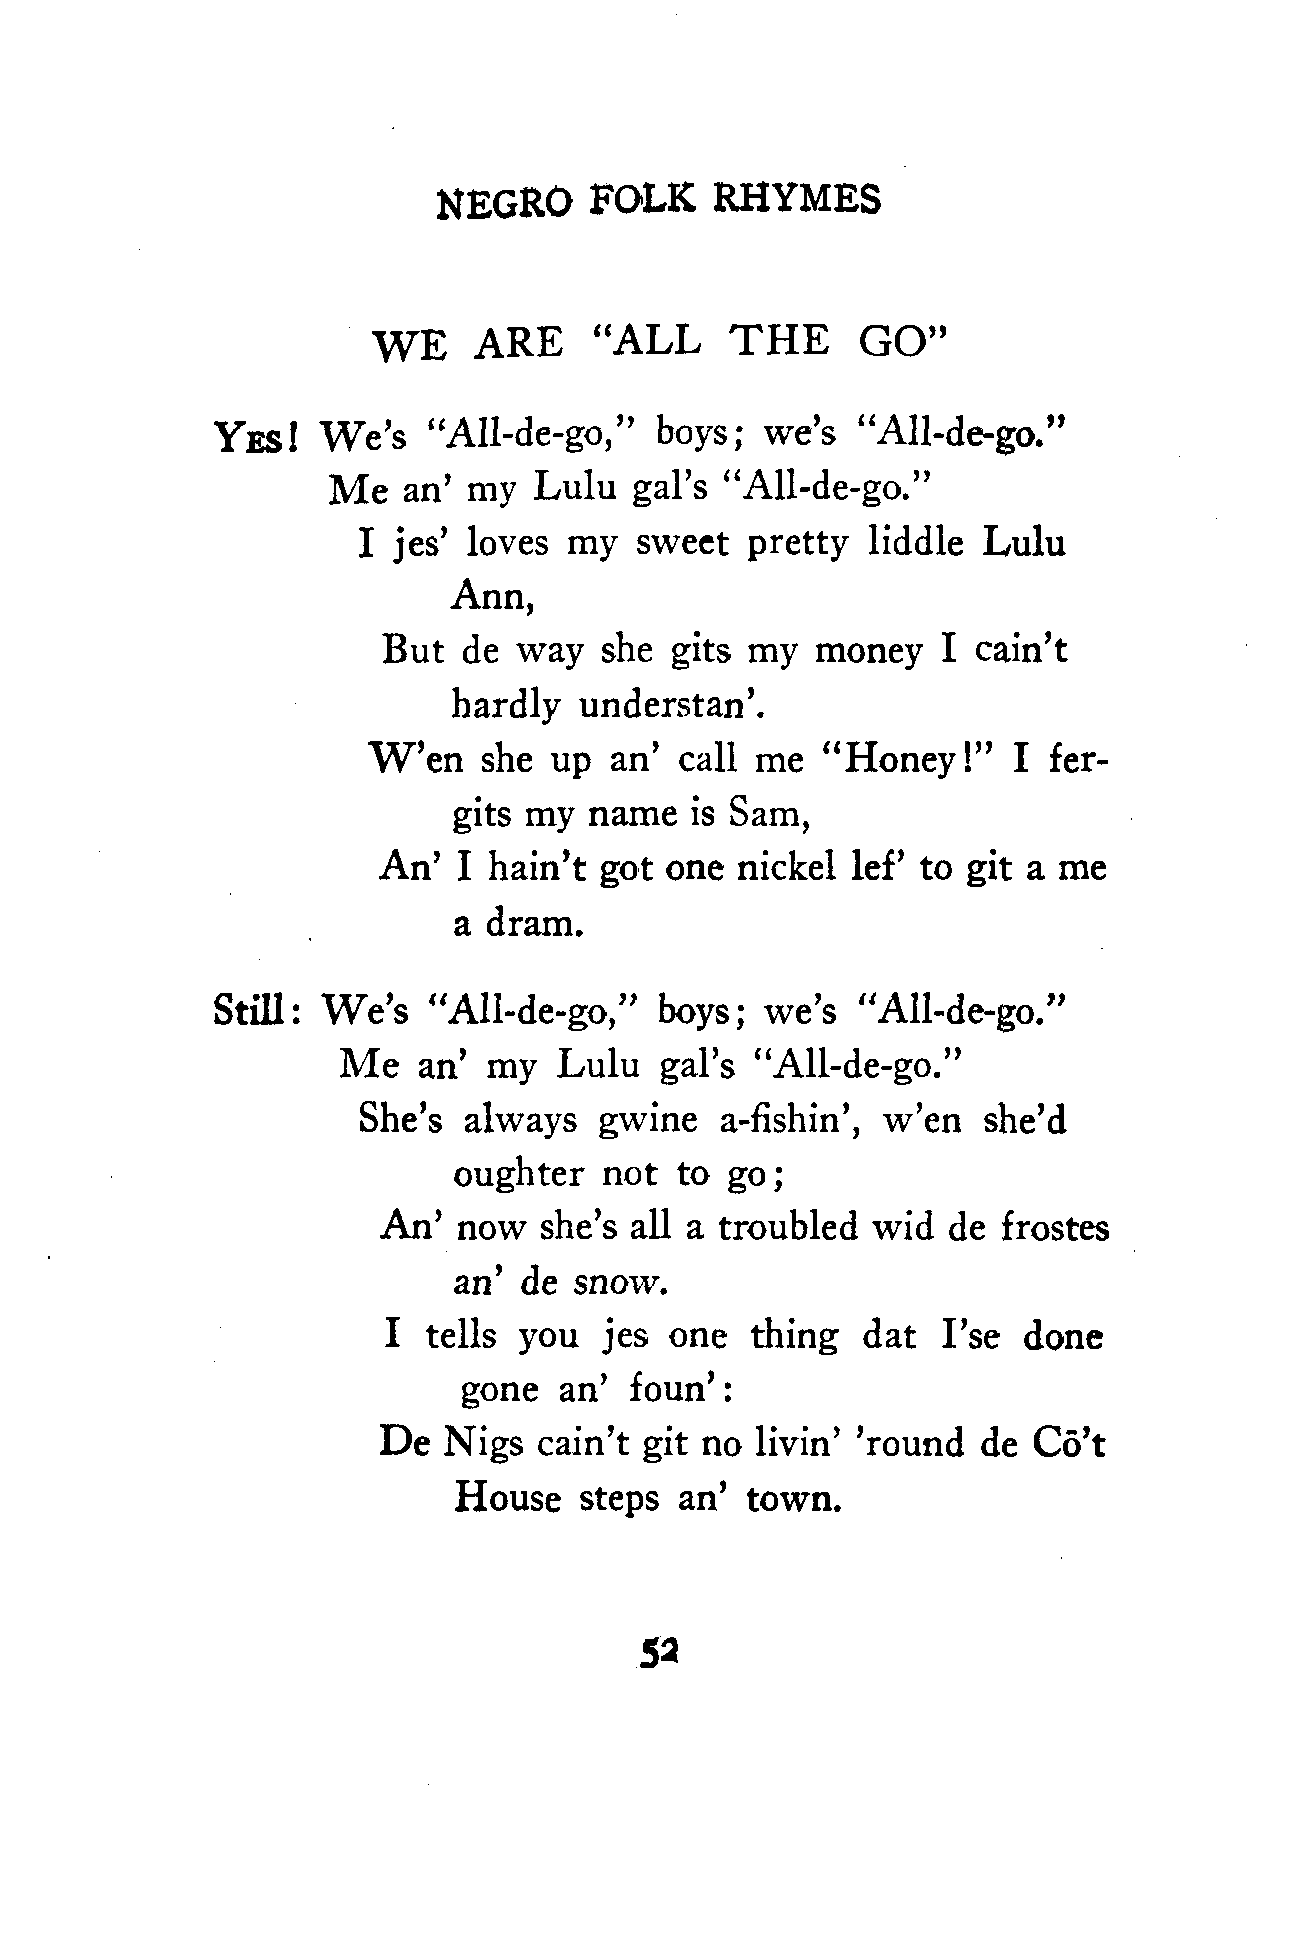 NEGRO FOLK RHYMES
WE ARE “ALL THE GO”
YES! We's “All-de-go,” boys; we's “All-de-go.”
Me an' my Lulu gal's “All-de-go.”
I jes' loves my sweet pretty liddle Lulu
Ann,
But de way she gits my money I cain't
hardly understan'.
W'en she up an' call me “Honey!” I fer-
gits my name is Sam,
An' I hain't got one nickel lef' to git a me
a dram.
Still: We's “All-de-go,” boys; we's “All-de-go.”
Me an' my Lulu gal's “All-de-go.”
She's always gwine a-fishin', w'en she'd
oughter not to go;
An' now she's all a troubled wid de frostes
an' de snow.
I tells you jes one thing dat I'se done
gone an' foun':
De Nigs cain't git no livin' 'round de Cō't
House steps an' town.
52